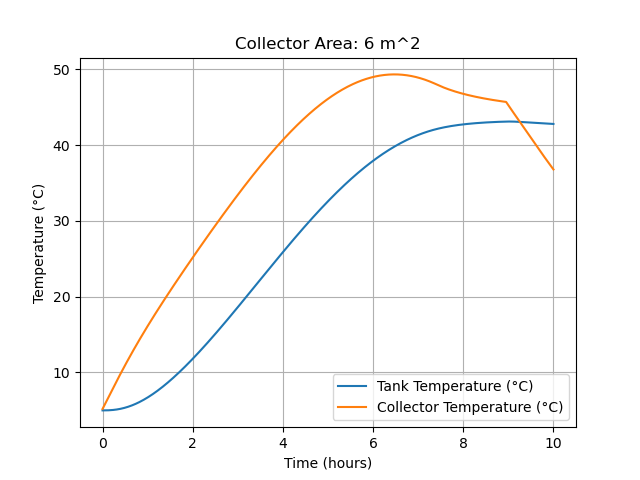 Collector Area: 6 m^2
Temperature (°C)
50
40
30
20
10
0 2 4 6 8 10
Time (hours)
Tank Temperature (°C)
Collector Temperature (°C)